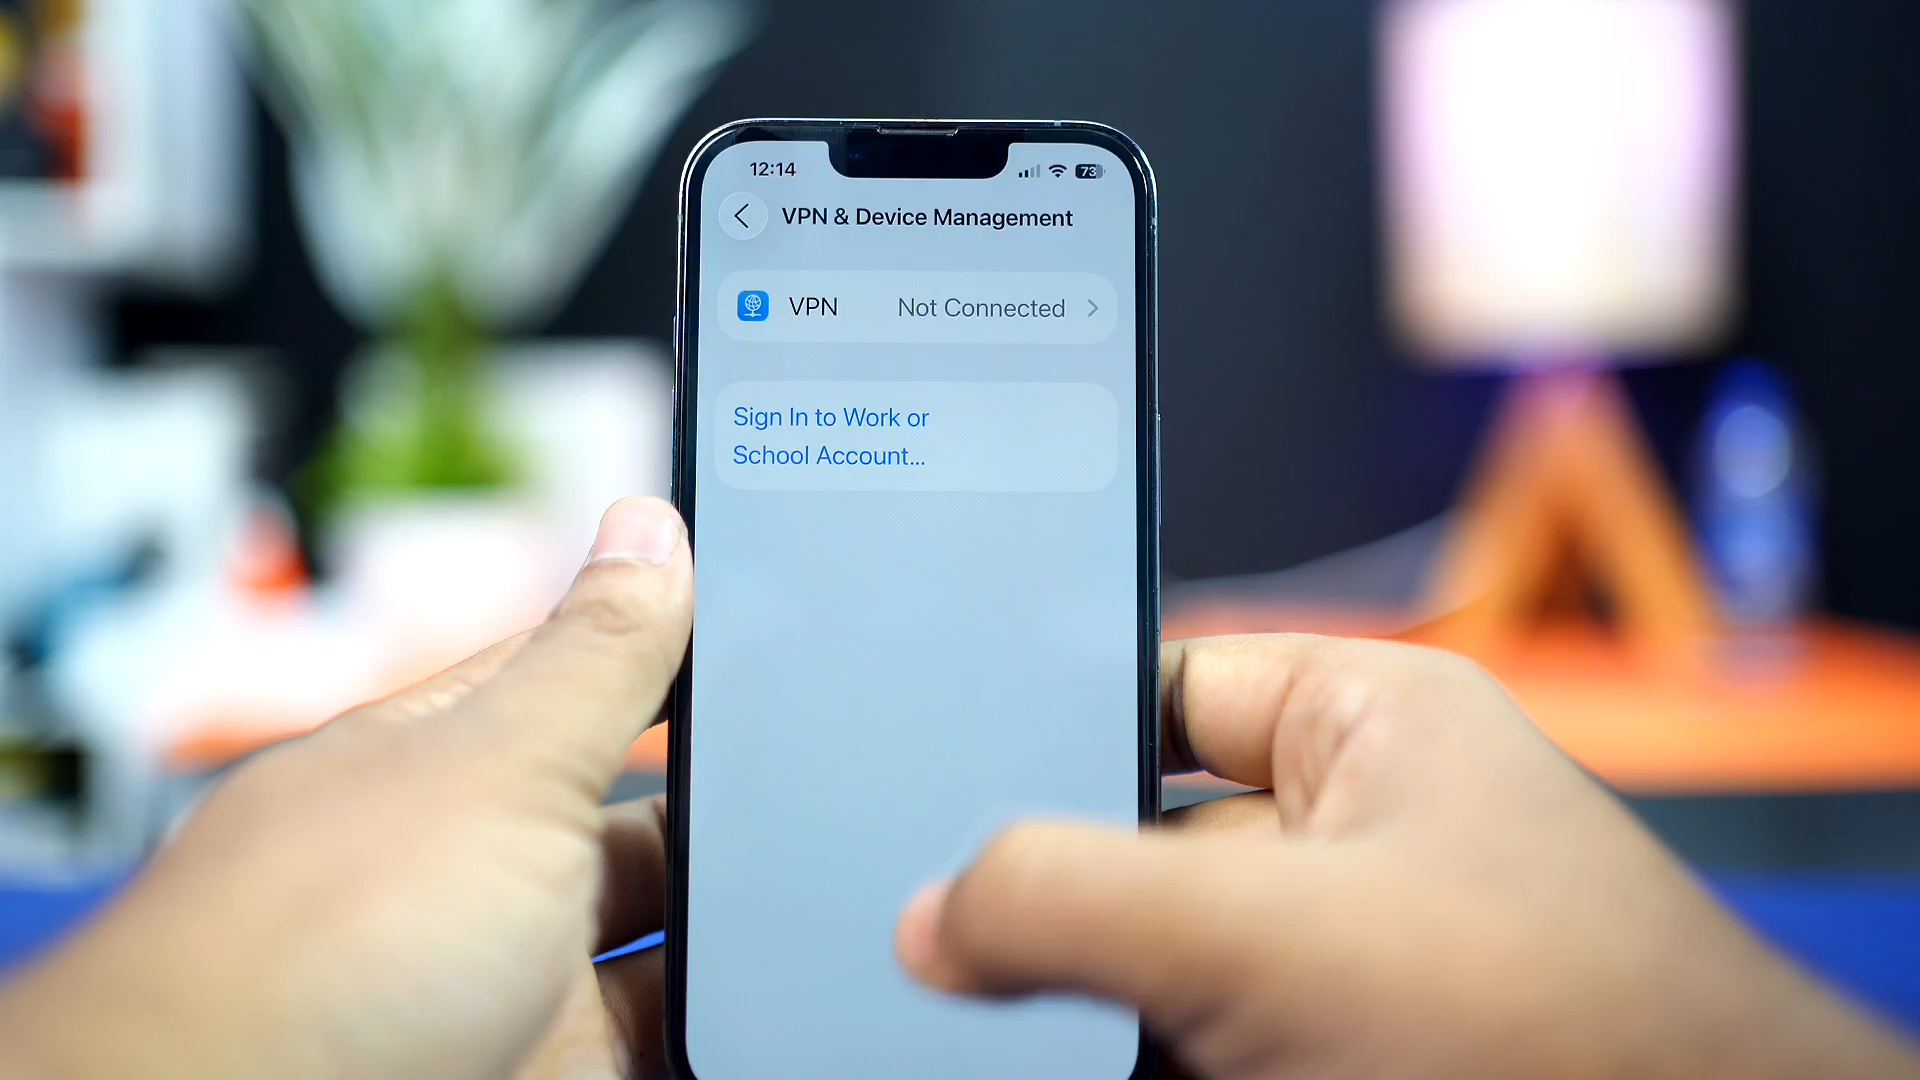 12:14
73
VPN & Device Management
VPN Not Connected
Sign In to Work or
School Account...